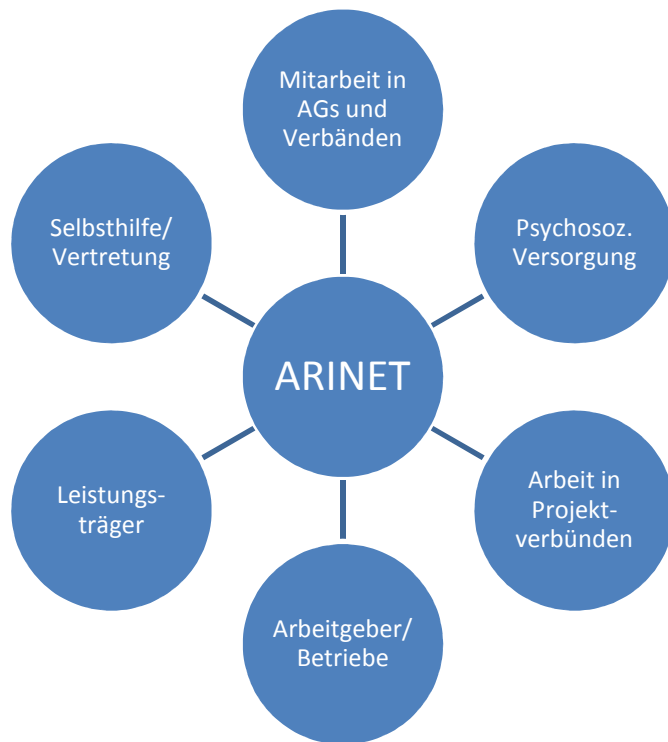 Mitarbeit in
AGs und
Verbänden
Selbsthilfe/
Vertretung
Psychosoz.
Versorgung
ARINET
Leistungs-
träger
Arbeit in
Projekt-
verbünden
Arbeitgeber/
Betriebe